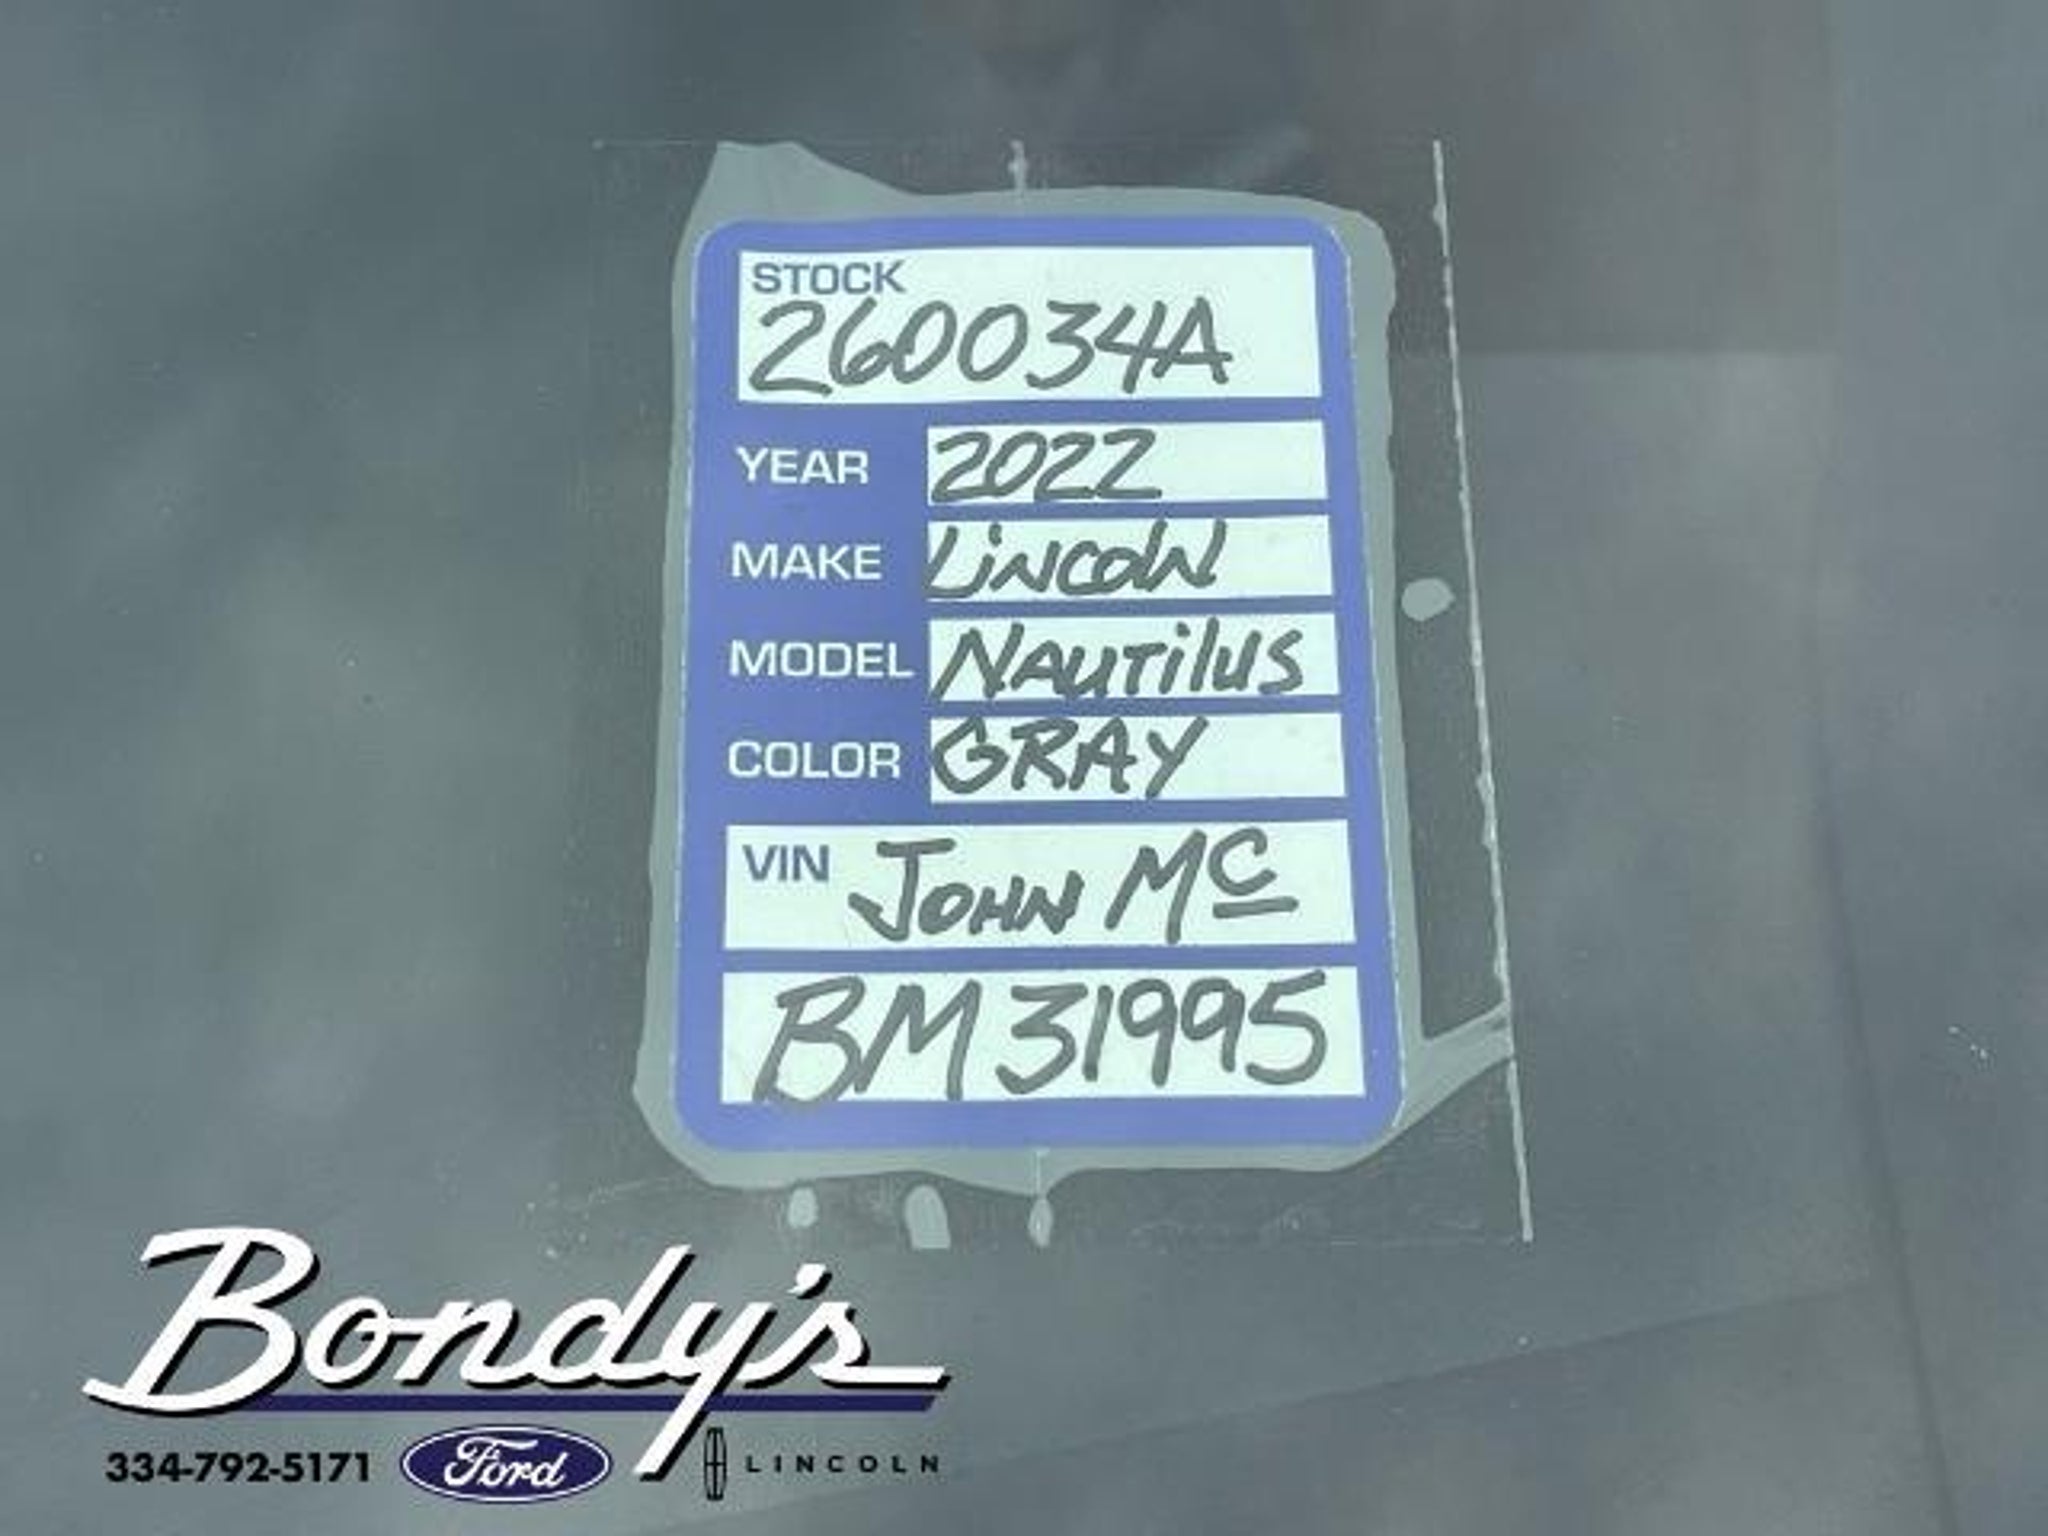 STOCK
260034A
YEAR 2022
MAKE Lincoln
MODEL Nautilus
COLOR GRAY
VIN JOHN Mc
BM31995
Bondy's
334-792-5171 Ford LINCOLN